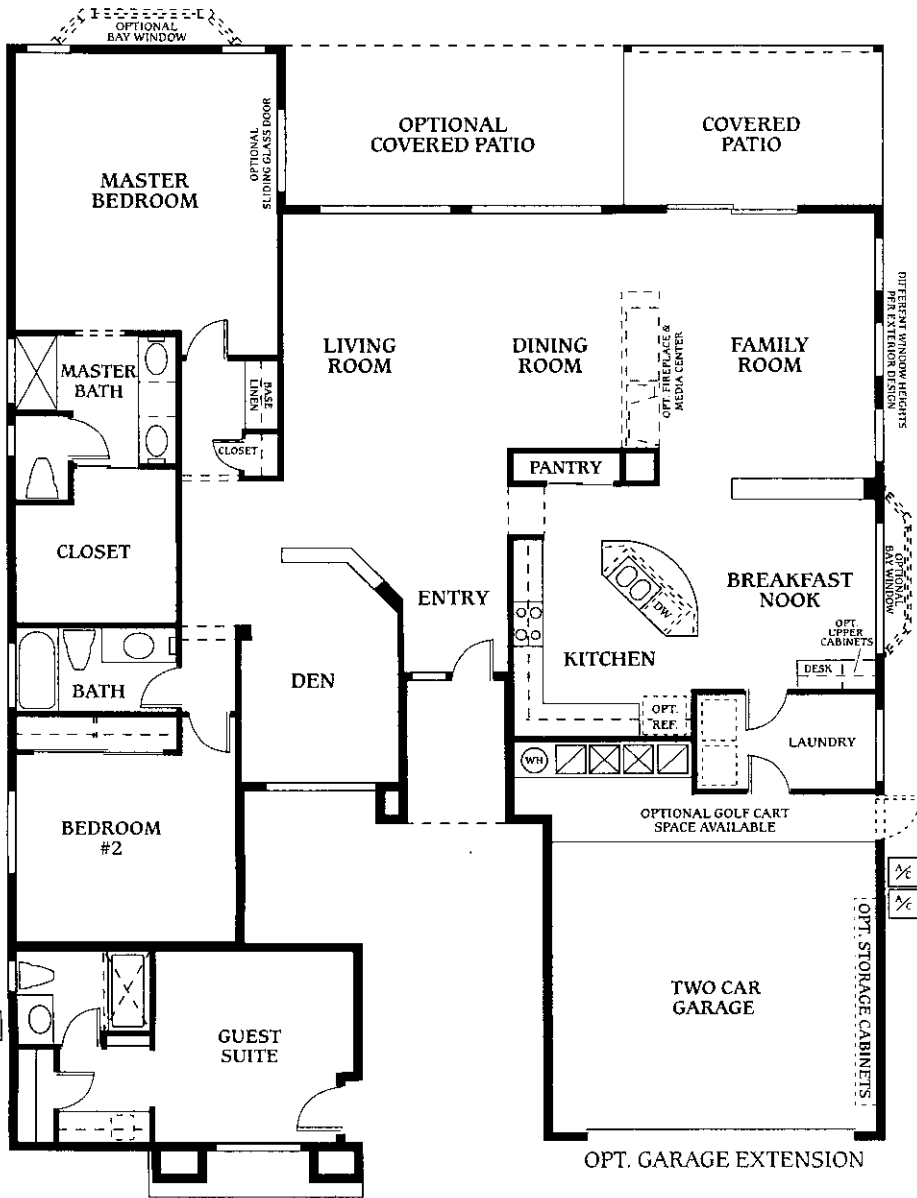 OPTIONAL
BAY WINDOW
OPTIONAL
SLIDING GLASS DOOR
OPTIONAL
COVERED PATIO
COVERED
PATIO
MASTER
BEDROOM
DIFFERENT WINDOW HEIGHTS
PER EXTERIOR DESIGN
LIVING
ROOM
DINING
ROOM
OPT. FIREPLACE &
MEDIA CENTER
FAMILY
ROOM
MASTER
BATH
BASE
LINEN
CLOSET
PANTRY
CLOSET
ENTRY
DW
BREAKFAST
NOOK
OPTIONAL
BAY WINDOW
OPT.
UPPER
CABINETS
DESK
KITCHEN
BATH
DEN
OPT.
REF.
LAUNDRY
WH
OPTIONAL GOLF CART
SPACE AVAILABLE
BEDROOM
#2
A/C
A/C
OPT. STORAGE CABINETS
TWO CAR
GARAGE
GUEST
SUITE
OPT. GARAGE EXTENSION